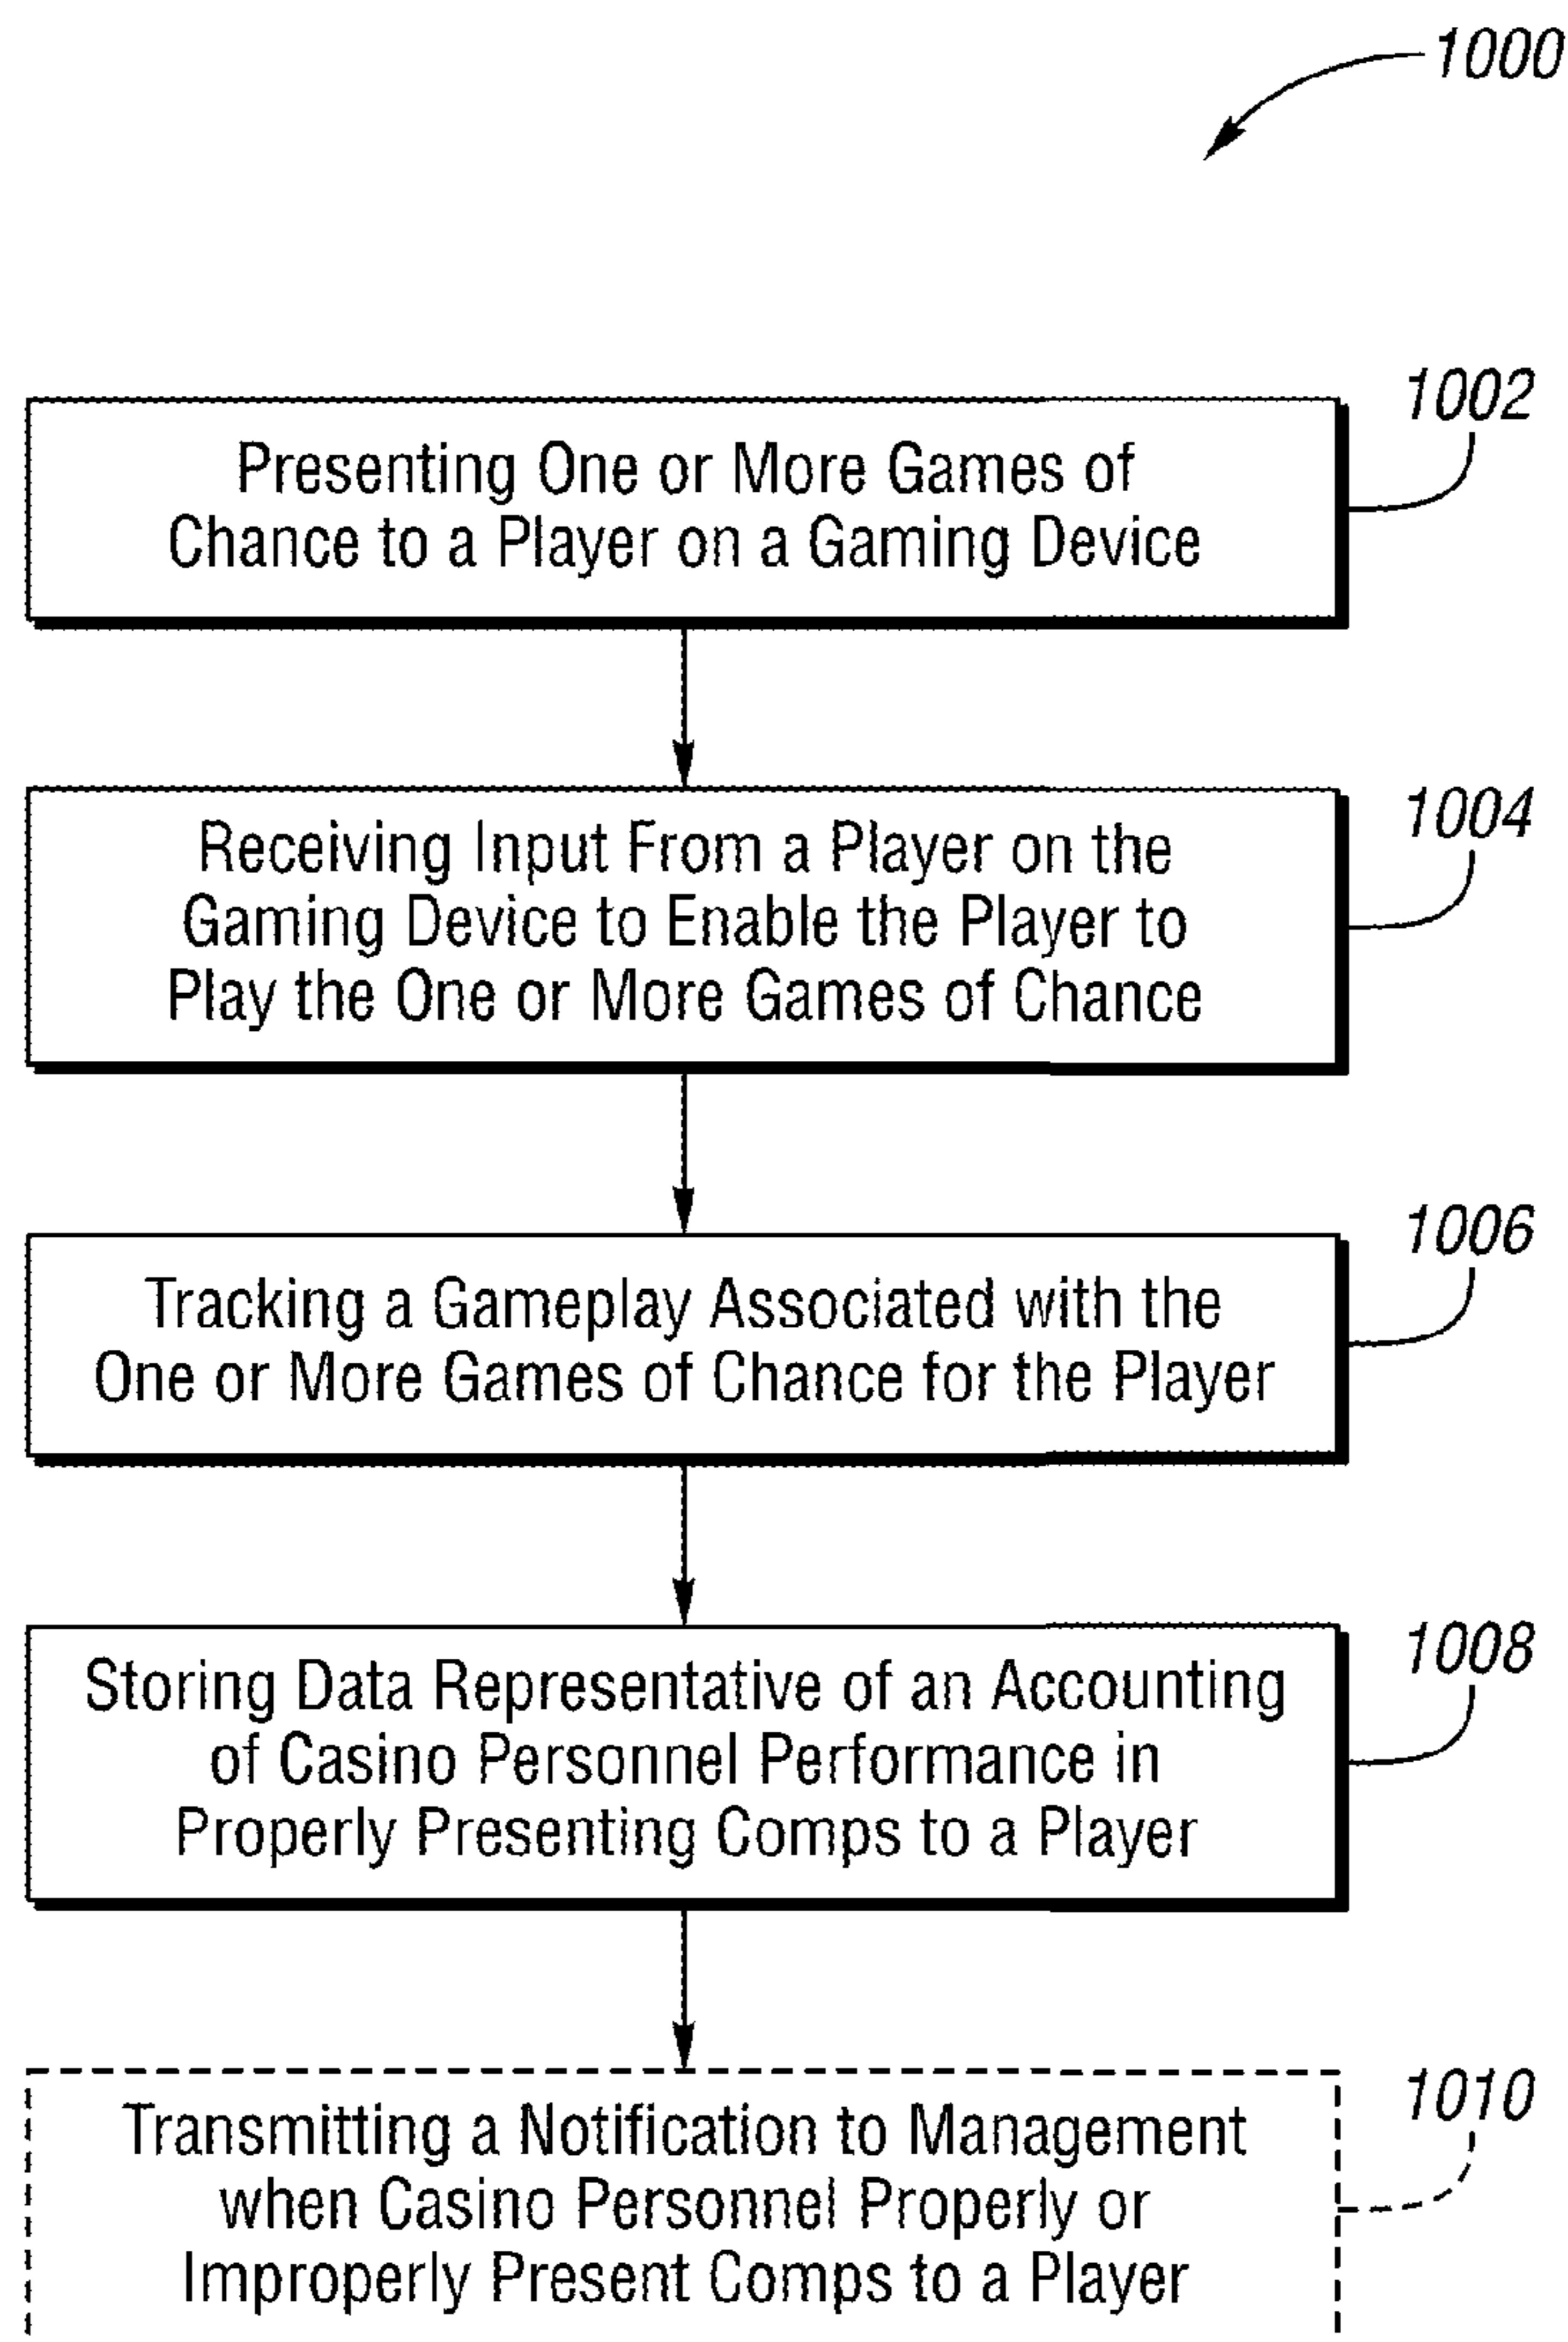 1000
1002
Presenting One or More Games of
Chance to a Player on a Gaming Device
1004
Receiving Input From a Player on the
Gaming Device to Enable the Player to
Play the One or More Games of Chance
1006
Tracking a Gameplay Associated with the
One or More Games of Chance for the Player
1008
Storing Data Representative of an Accounting
of Casino Personnel Performance in
Properly Presenting Comps to a Player
1010
Transmitting a Notification to Management
when Casino Personnel Properly or
Improperly Present Comps to a Player